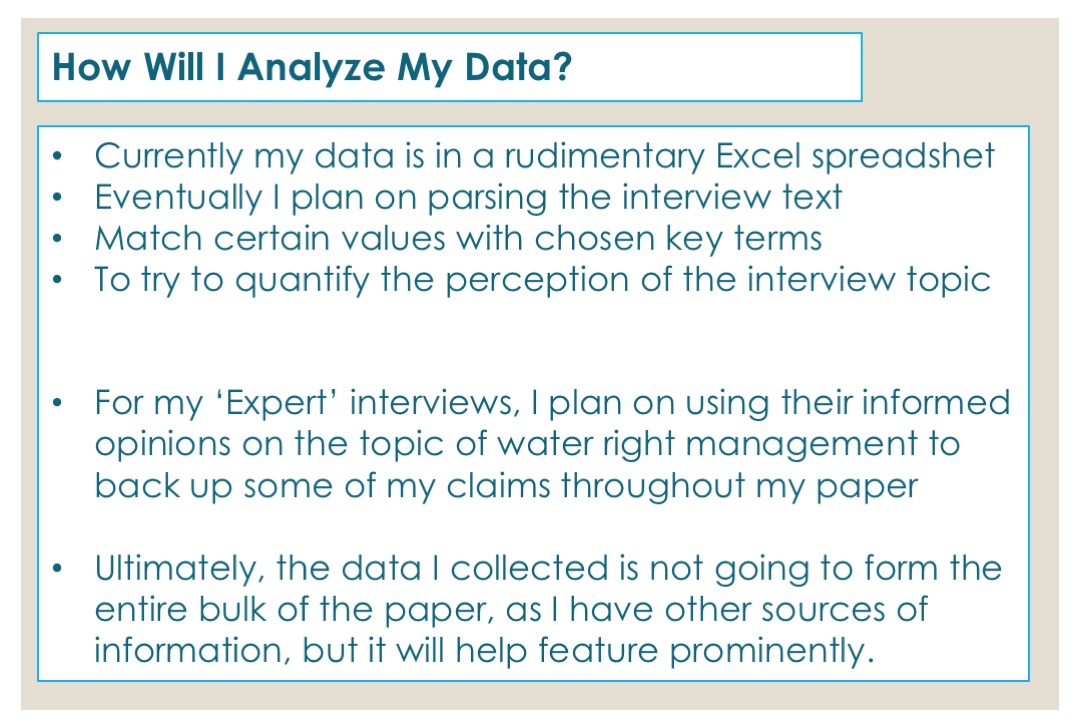 How Will I Analyze My Data?
• Currently my data is in a rudimentary Excel spreadshet
• Eventually I plan on parsing the interview text
• Match certain values with chosen key terms
• To try to quantify the perception of the interview topic
• For my ‘Expert’ interviews, I plan on using their informed
opinions on the topic of water right management to
back up some of my claims throughout my paper
• Ultimately, the data I collected is not going to form the
entire bulk of the paper, as I have other sources of
information, but it will help feature prominently.